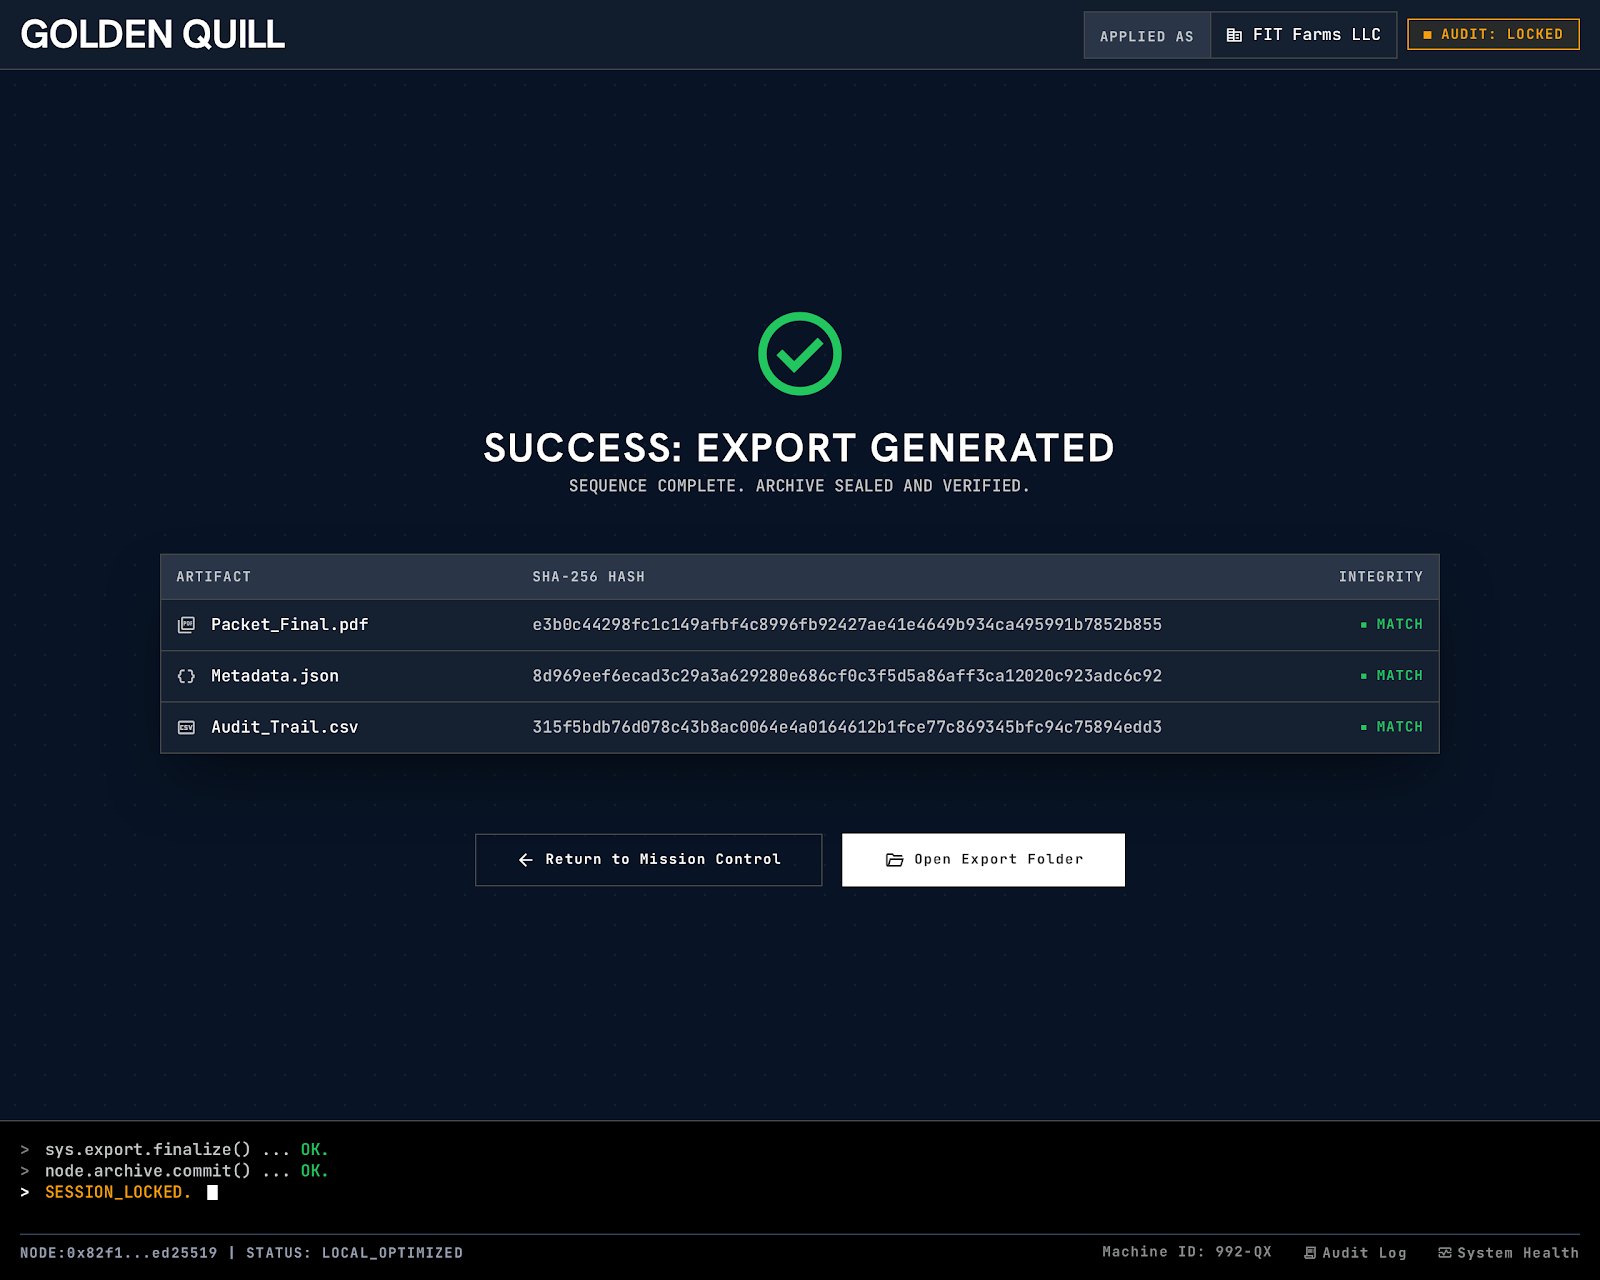 GOLDEN QUILL
APPLIED AS
FIT Farms LLC
AUDIT: LOCKED
SUCCESS: EXPORT GENERATED
SEQUENCE COMPLETE. ARCHIVE SEALED AND VERIFIED.
ARTIFACT SHA-256 HASH INTEGRITY
PDF Packet_Final.pdf e3b0c44298fc1c149afbf4c8996fb92427ae41e4649b934ca495991b7852b855 MATCH
{} Metadata.json 8d969eef6ecad3c29a3a629280e686cf0c3f5d5a86aff3ca12020c923adc6c92 MATCH
CSV Audit_Trail.csv 315f5bdb76d078c43b8ac0064e4a0164612b1fce77c869345bfc94c75894edd3 MATCH
← Return to Mission Control
Open Export Folder
> sys.export.finalize() ... OK.
> node.archive.commit() ... OK.
> SESSION_LOCKED.
NODE:0x82f1...ed25519 | STATUS: LOCAL_OPTIMIZED
Machine ID: 992-QX
Audit Log
System Health